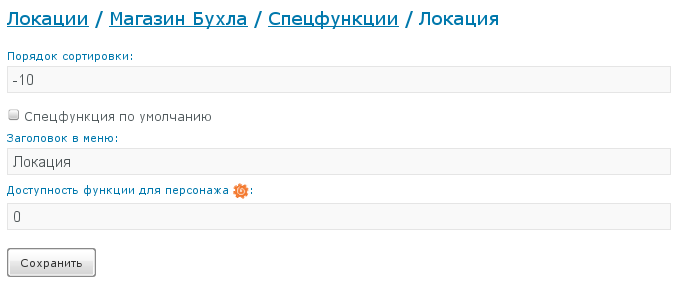 Локации / Магазин Бухла / Спецфункции / Локация
Порядок сортировки:
-10
Спецфункция по умолчанию
Заголовок в меню:
Локация
Доступность функции для персонажа :
0
Сохранить